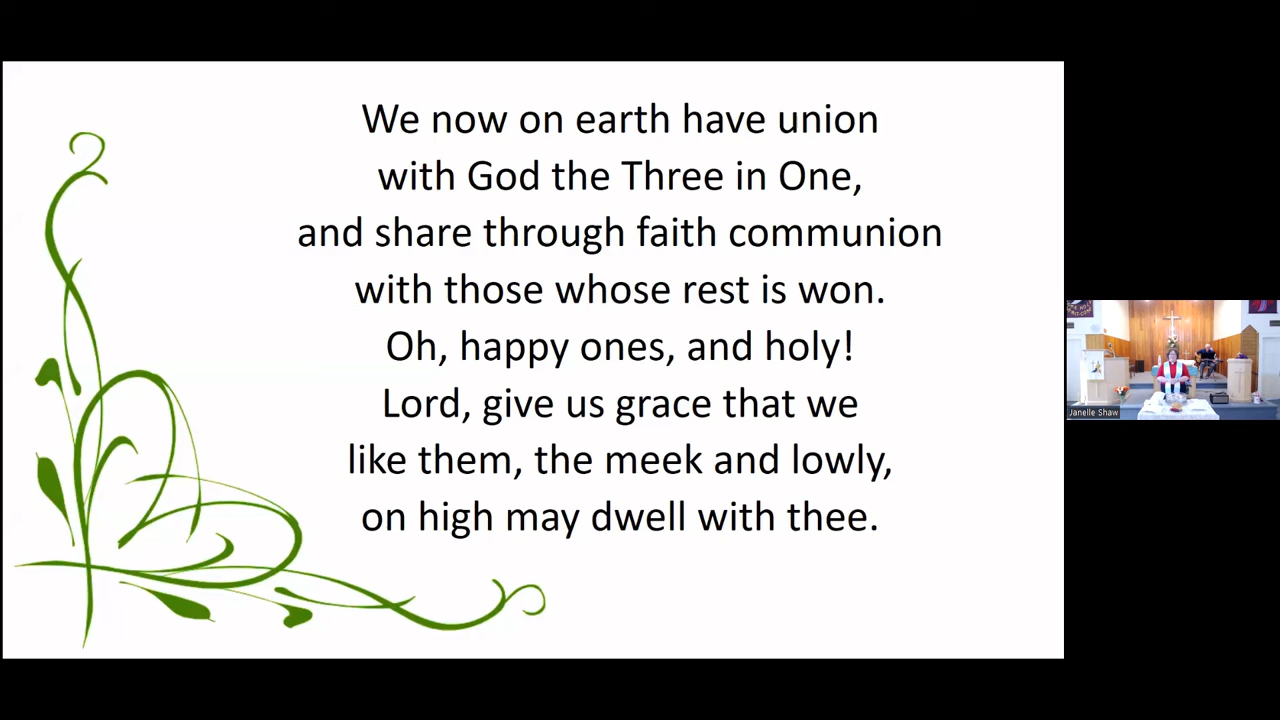 We now on earth have union
with God the Three in One,
and share through faith communion
with those whose rest is won.
Oh, happy ones, and holy!
Lord, give us grace that we
like them, the meek and lowly,
on high may dwell with thee.
Janelle Shaw